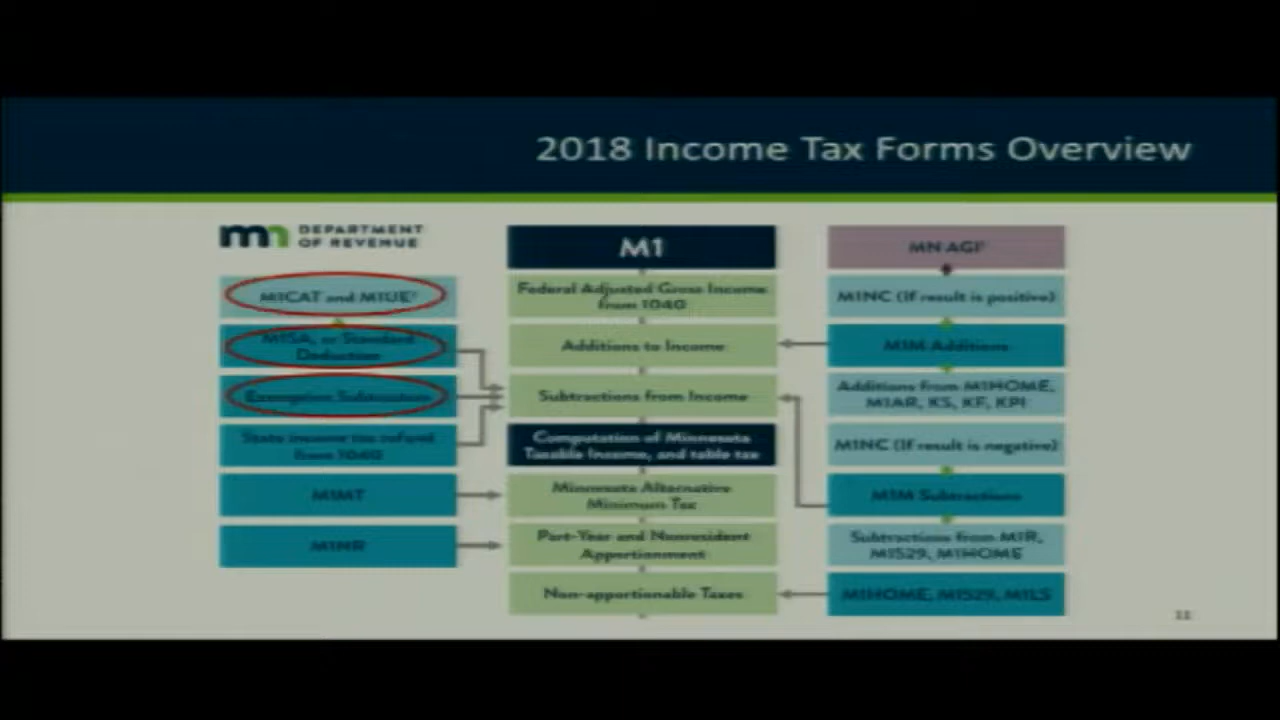 2018 Income Tax Forms Overview
mn DEPARTMENT
OF REVENUE
M1CAT and M1UE
M1SA, or Standard
Deduction
Exemption Subtraction
State income tax refund
from 1040
M1MT
M1NR
M1
Federal Adjusted Gross Income
from 1040
Additions to Income
Subtractions from Income
Computation of Minnesota
Taxable Income, and table tax
Minnesota Alternative
Minimum Tax
Part-Year and Nonresident
Apportionment
Non-apportionable Taxes
MN AGI
M1NC (If result is positive)
M1M Additions
Additions from M1HOME,
M1AR, KS, KF, KPI
M1NC (If result is negative)
M1M Subtractions
Subtractions from M1R,
M1529, M1HOME
M1HOME, M1529, M1LS